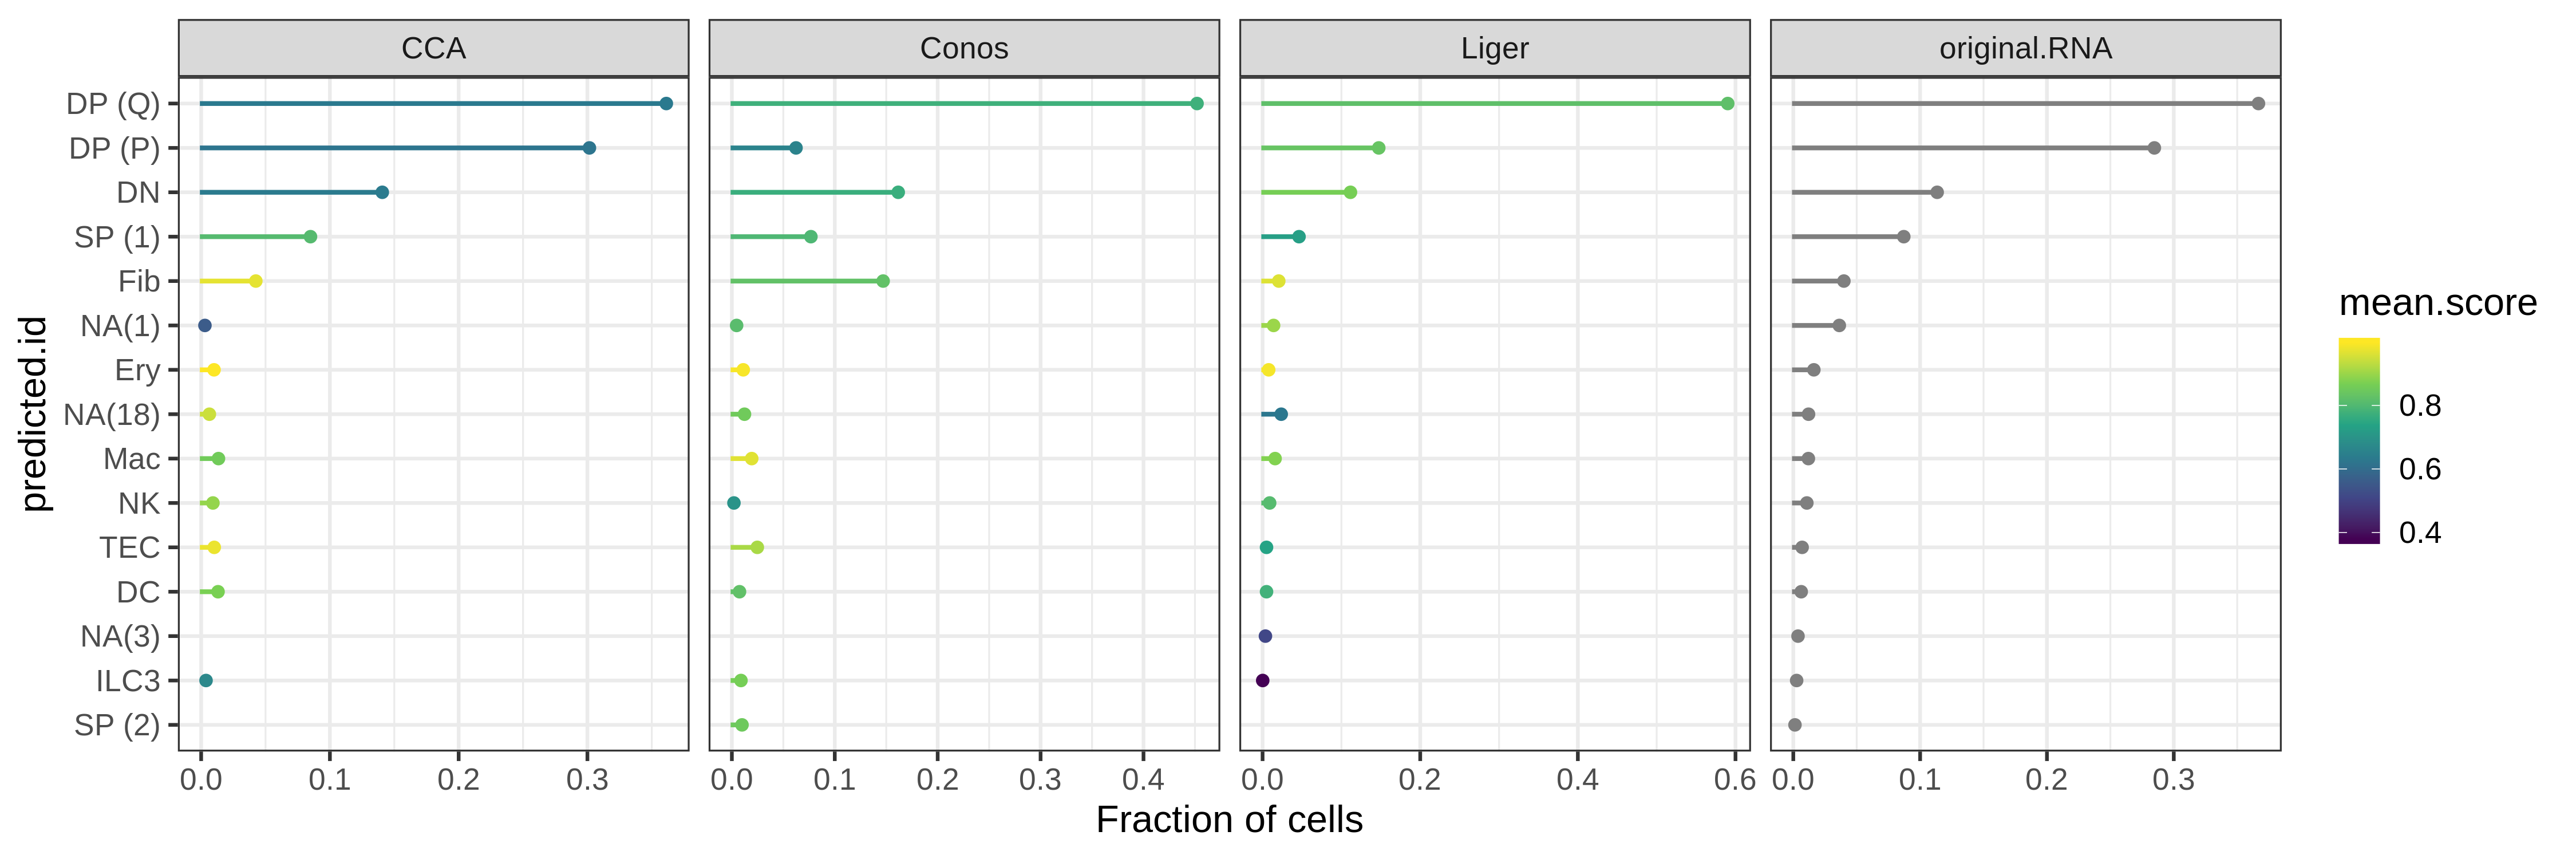 CCA Conos Liger original.RNA
predicted.id
DP (Q)
DP (P)
DN
SP (1)
Fib
NA(1)
Ery
NA(18)
Mac
NK
TEC
DC
NA(3)
ILC3
SP (2)
0.0 0.1 0.2 0.3 0.0 0.1 0.2 0.3 0.4 0.0 0.2 0.4 0.6 0.0 0.1 0.2 0.3
Fraction of cells
mean.score
0.8
0.6
0.4